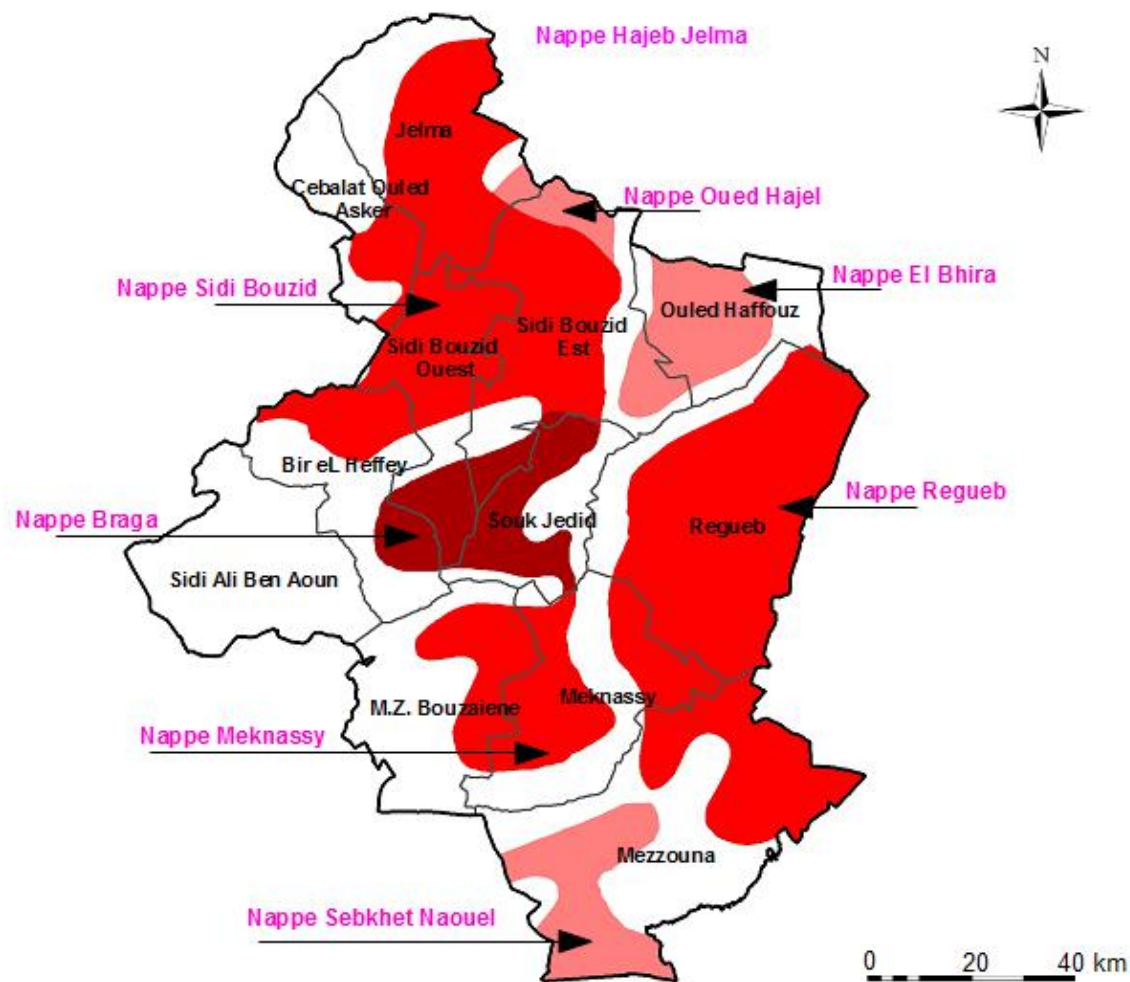 Nappe Hajeb Jelma
N
Jelma
Cebalat Ouled
Asker
Nappe Oued Hajel
Nappe Sidi Bouzid
Nappe El Bhira
Ouled Haffouz
Sidi Bouzid
Est
Sidi Bouzid
Ouest
Bir eL Heffey
Nappe Regueb
Nappe Braga
Souk Jedid
Regueb
Sidi Ali Ben Aoun
M.Z. Bouzaiene
Meknassy
Nappe Meknassy
Mezzouna
Nappe Sebkhet Naouel
0 20 40 km